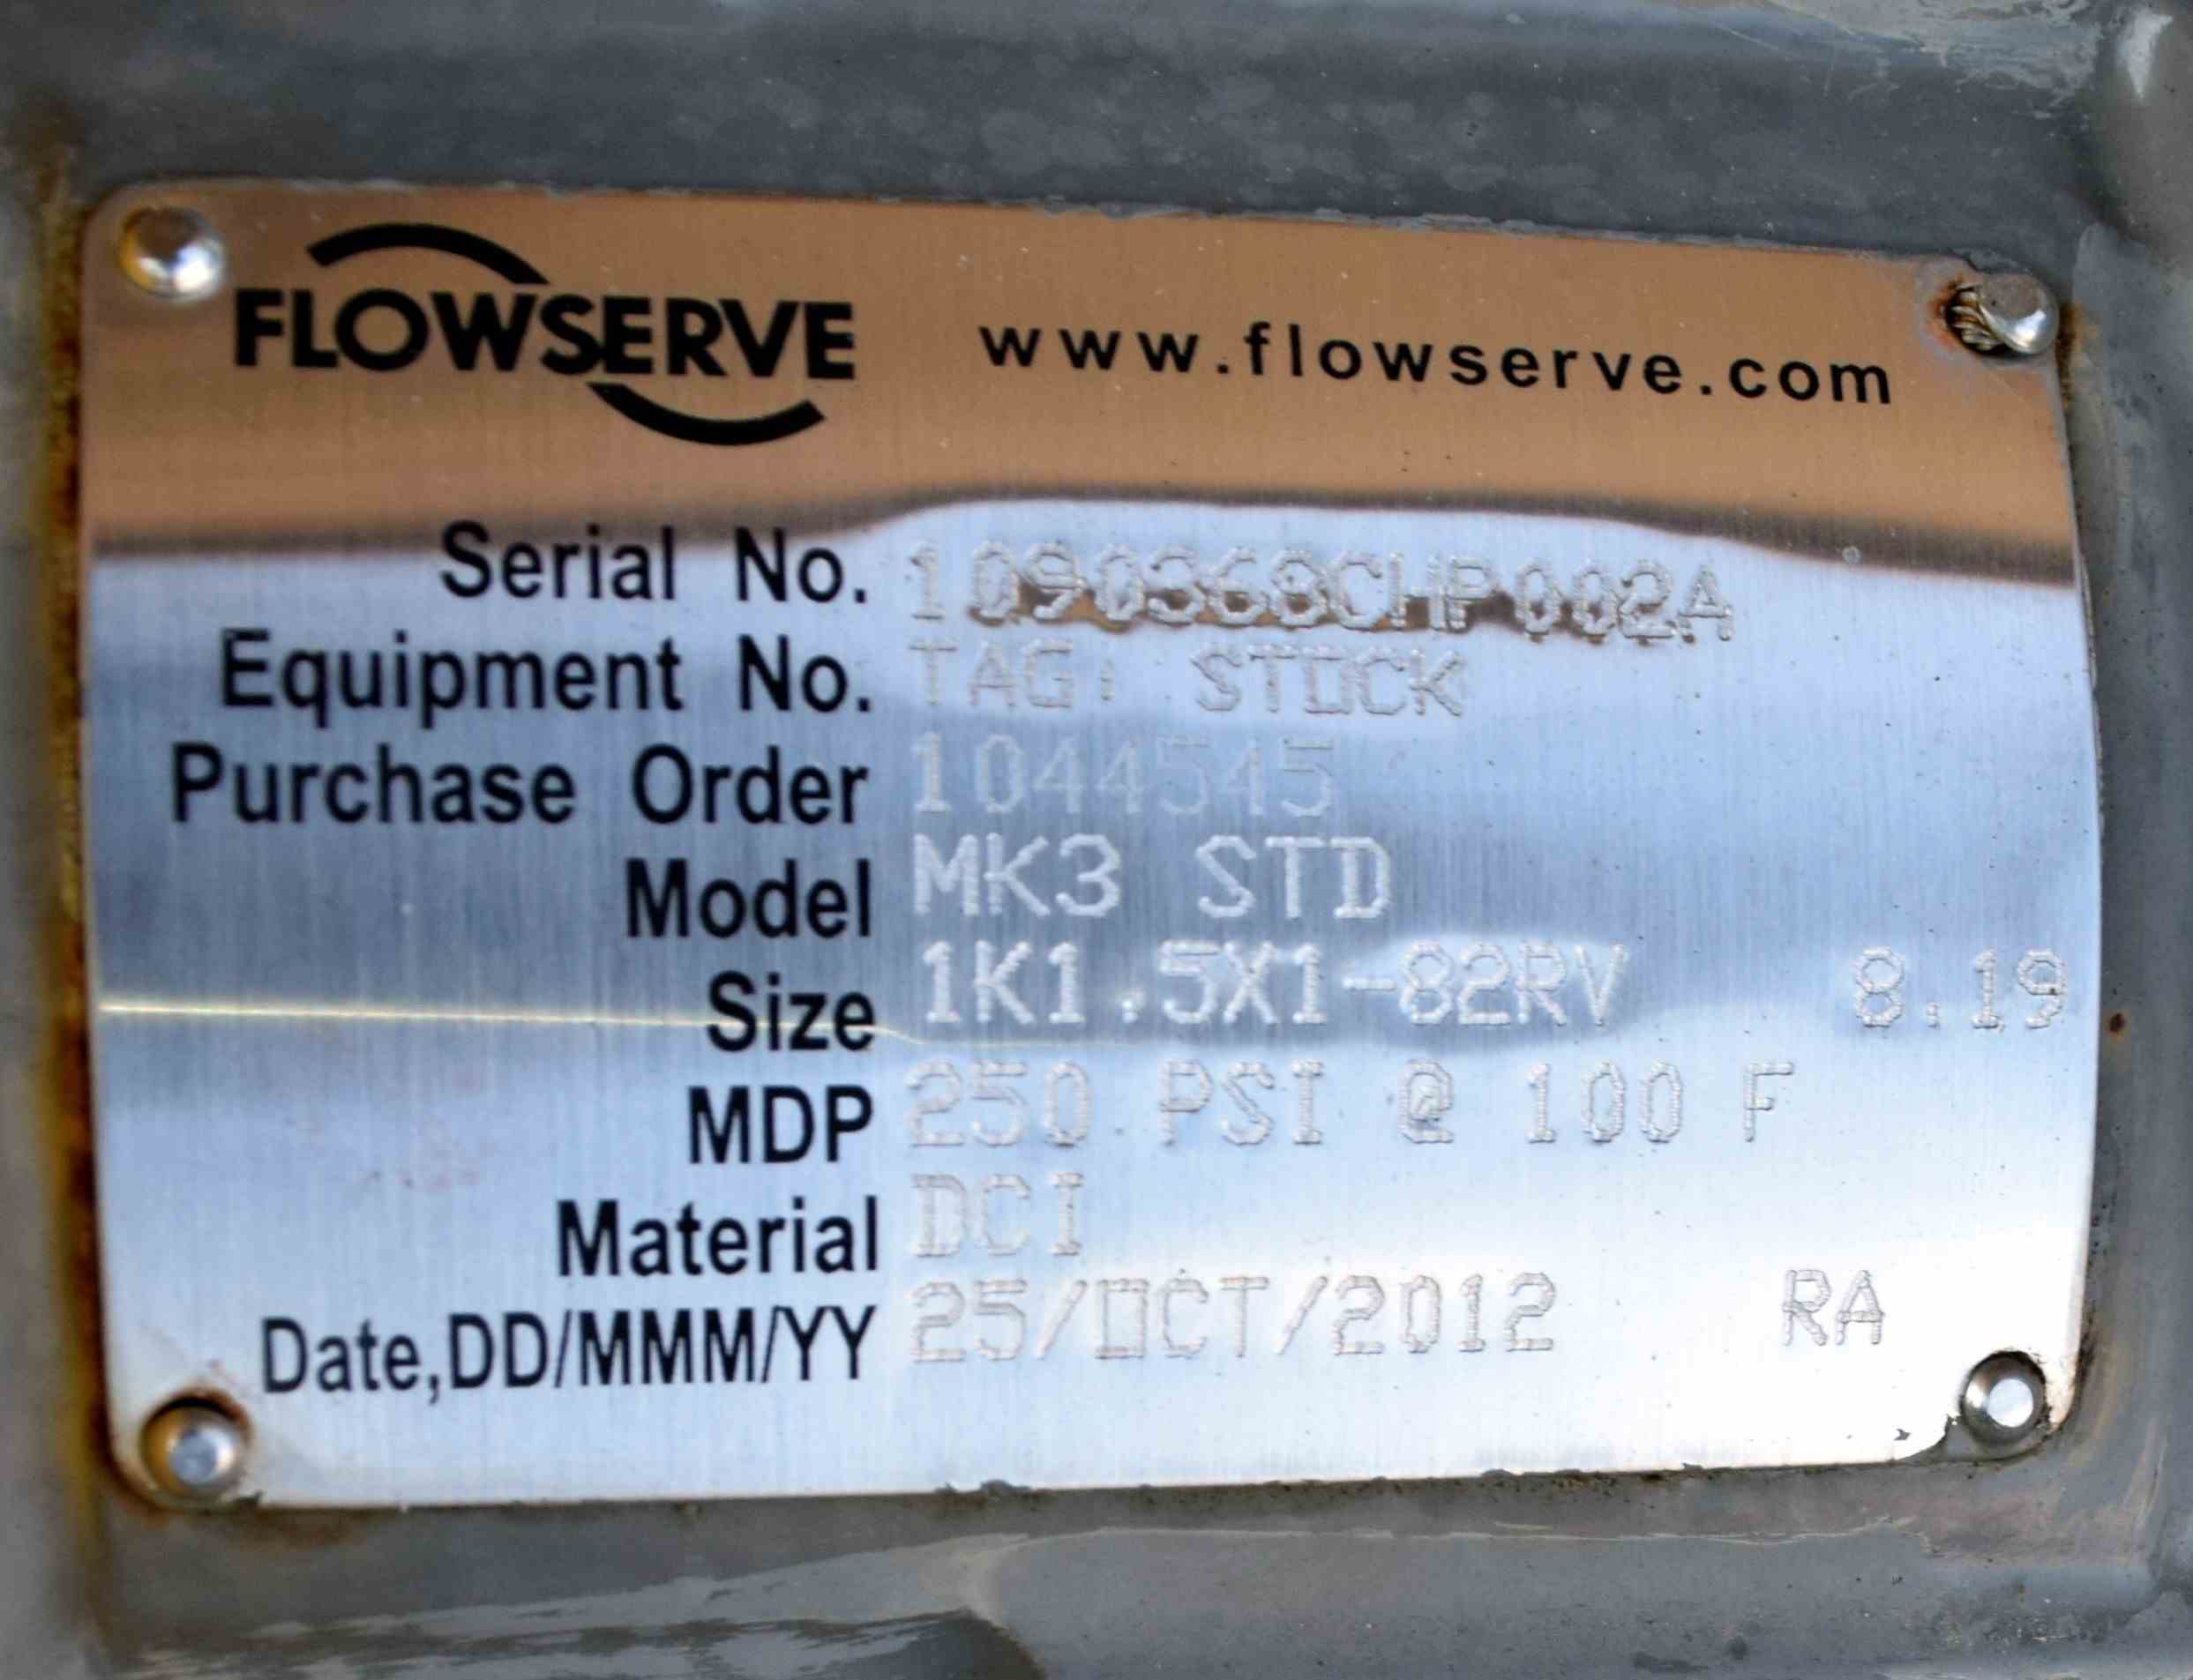 FLOWSERVE www.flowserve.com
Serial No. 1090368CHP002A
Equipment No. TAG: STOCK
Purchase Order 1044545
Model MK3 STD
Size 1K1.5X1-82RV 8.19
MDP 250 PSI @ 100 F
Material DCI
Date,DD/MMM/YY 25/OCT/2012 RA